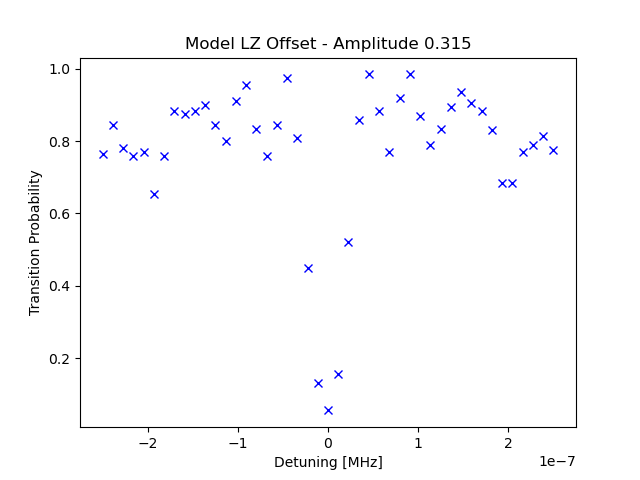 Model LZ Offset - Amplitude 0.315
Transition Probability
1.0
0.8
0.6
0.4
0.2
−2
−1
0
1
2
1e−7
Detuning [MHz]